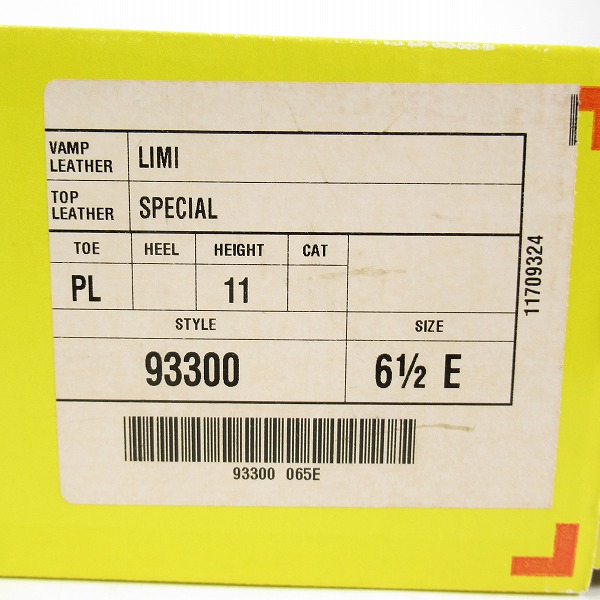 VAMP
LEATHER
LIMI
TOP
LEATHER
SPECIAL
TOE HEEL HEIGHT CAT
PL 11
STYLE SIZE
93300 6½ E
93300 065E
11709324